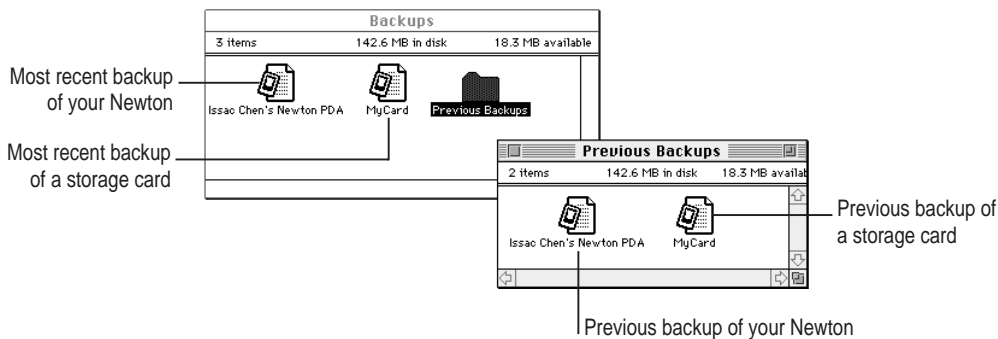 Backups
3 items 142.6 MB in disk 18.3 MB available
Most recent backup
of your Newton
Issac Chen's Newton PDA MyCard Previous Backups
Most recent backup
of a storage card
Previous Backups
2 items 142.6 MB in disk 18.3 MB availab
Issac Chen's Newton PDA MyCard
Previous backup of
a storage card
Previous backup of your Newton